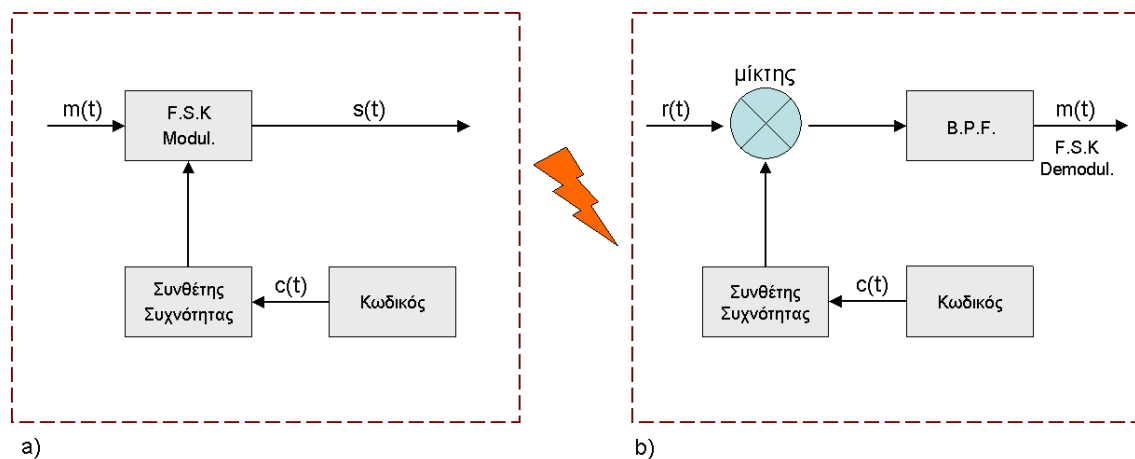 m(t)
F.S.K
Modul.
s(t)
Συνθέτης
Συχνότητας
c(t)
Κωδικός
a)
μίκτης
r(t)
B.P.F.
m(t)
F.S.K
Demodul.
Συνθέτης
Συχνότητας
c(t)
Κωδικός
b)